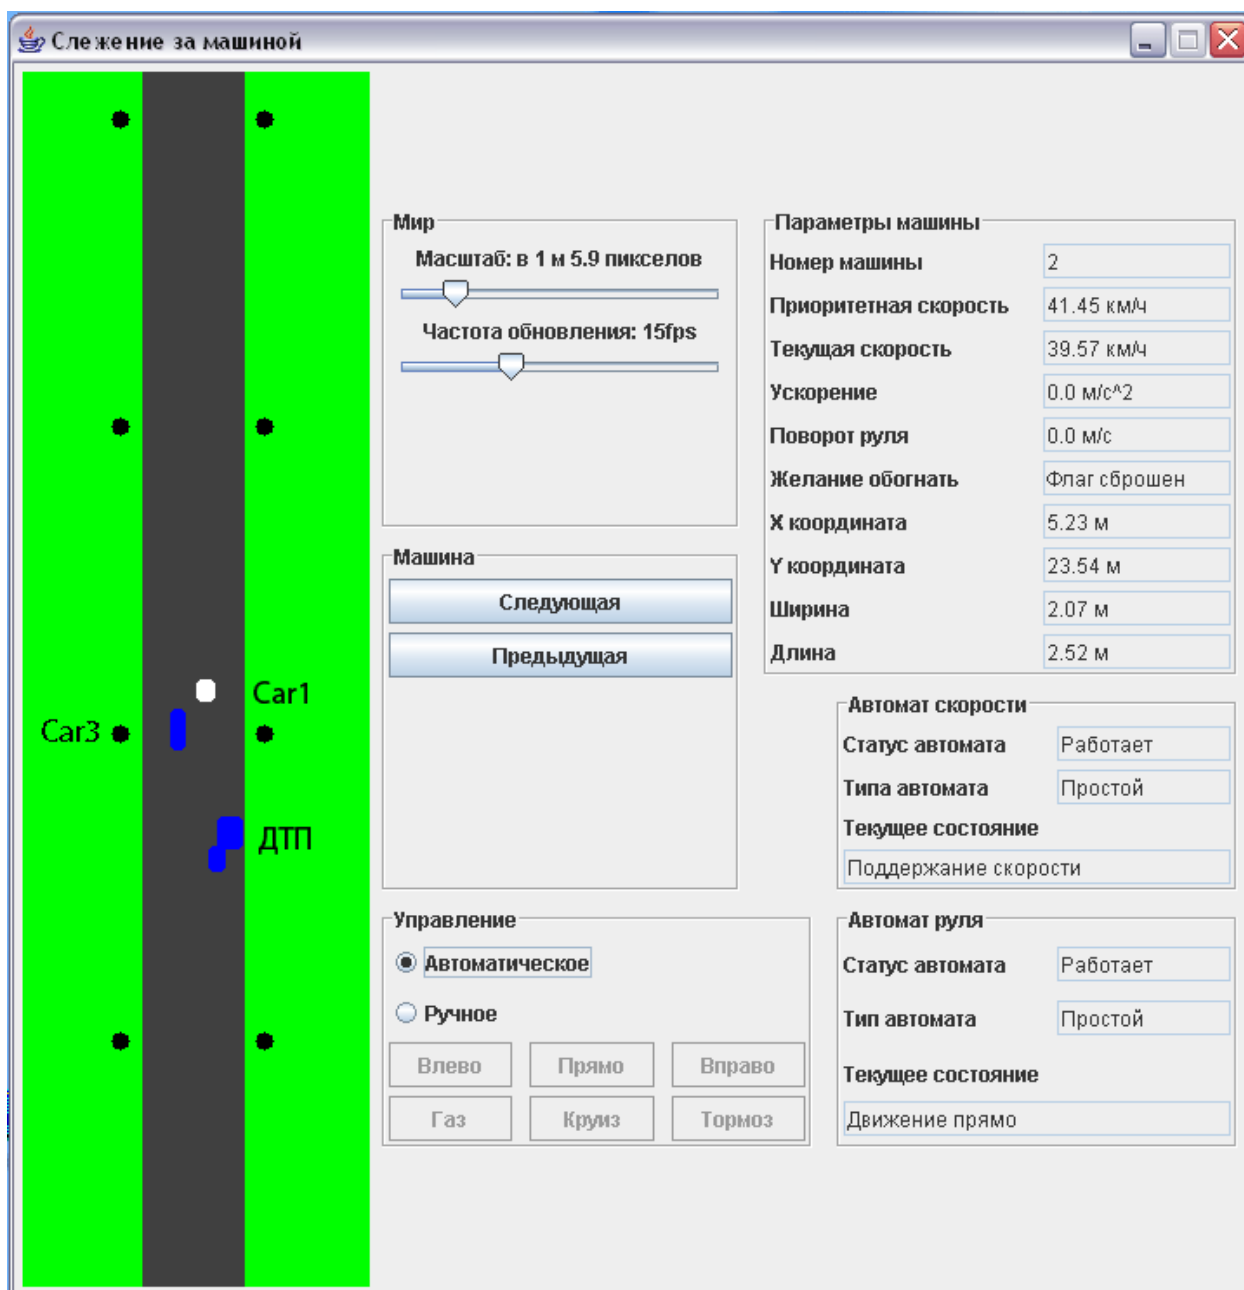 Слежение за машиной
Car1
Car3
ДТП
Мир
Масштаб: в 1 м 5.9 пикселов
Частота обновления: 15fps
Машина
Следующая
Предыдущая
Управление
Автоматическое
Ручное
Влево Прямо Вправо
Газ Круиз Тормоз
Параметры машины
Номер машины 2
Приоритетная скорость 41.45 км/ч
Текущая скорость 39.57 км/ч
Ускорение 0.0 м/с^2
Поворот руля 0.0 м/с
Желание обогнать Флаг сброшен
X координата 5.23 м
Y координата 23.54 м
Ширина 2.07 м
Длина 2.52 м
Автомат скорости
Статус автомата Работает
Типа автомата Простой
Текущее состояние
Поддержание скорости
Автомат руля
Статус автомата Работает
Тип автомата Простой
Текущее состояние
Движение прямо